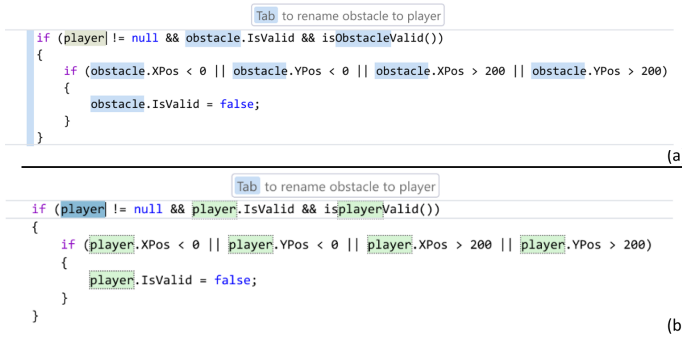 Tab to rename obstacle to player
if (player != null && obstacle.IsValid && isObstacleValid())
{
if (obstacle.XPos < 0 || obstacle.YPos < 0 || obstacle.XPos > 200 || obstacle.YPos > 200)
{
obstacle.IsValid = false;
}
}
(a
Tab to rename obstacle to player
if (player != null && player.IsValid && isplayerValid())
{
if (player.XPos < 0 || player.YPos < 0 || player.XPos > 200 || player.YPos > 200)
{
player.IsValid = false;
}
}
(b